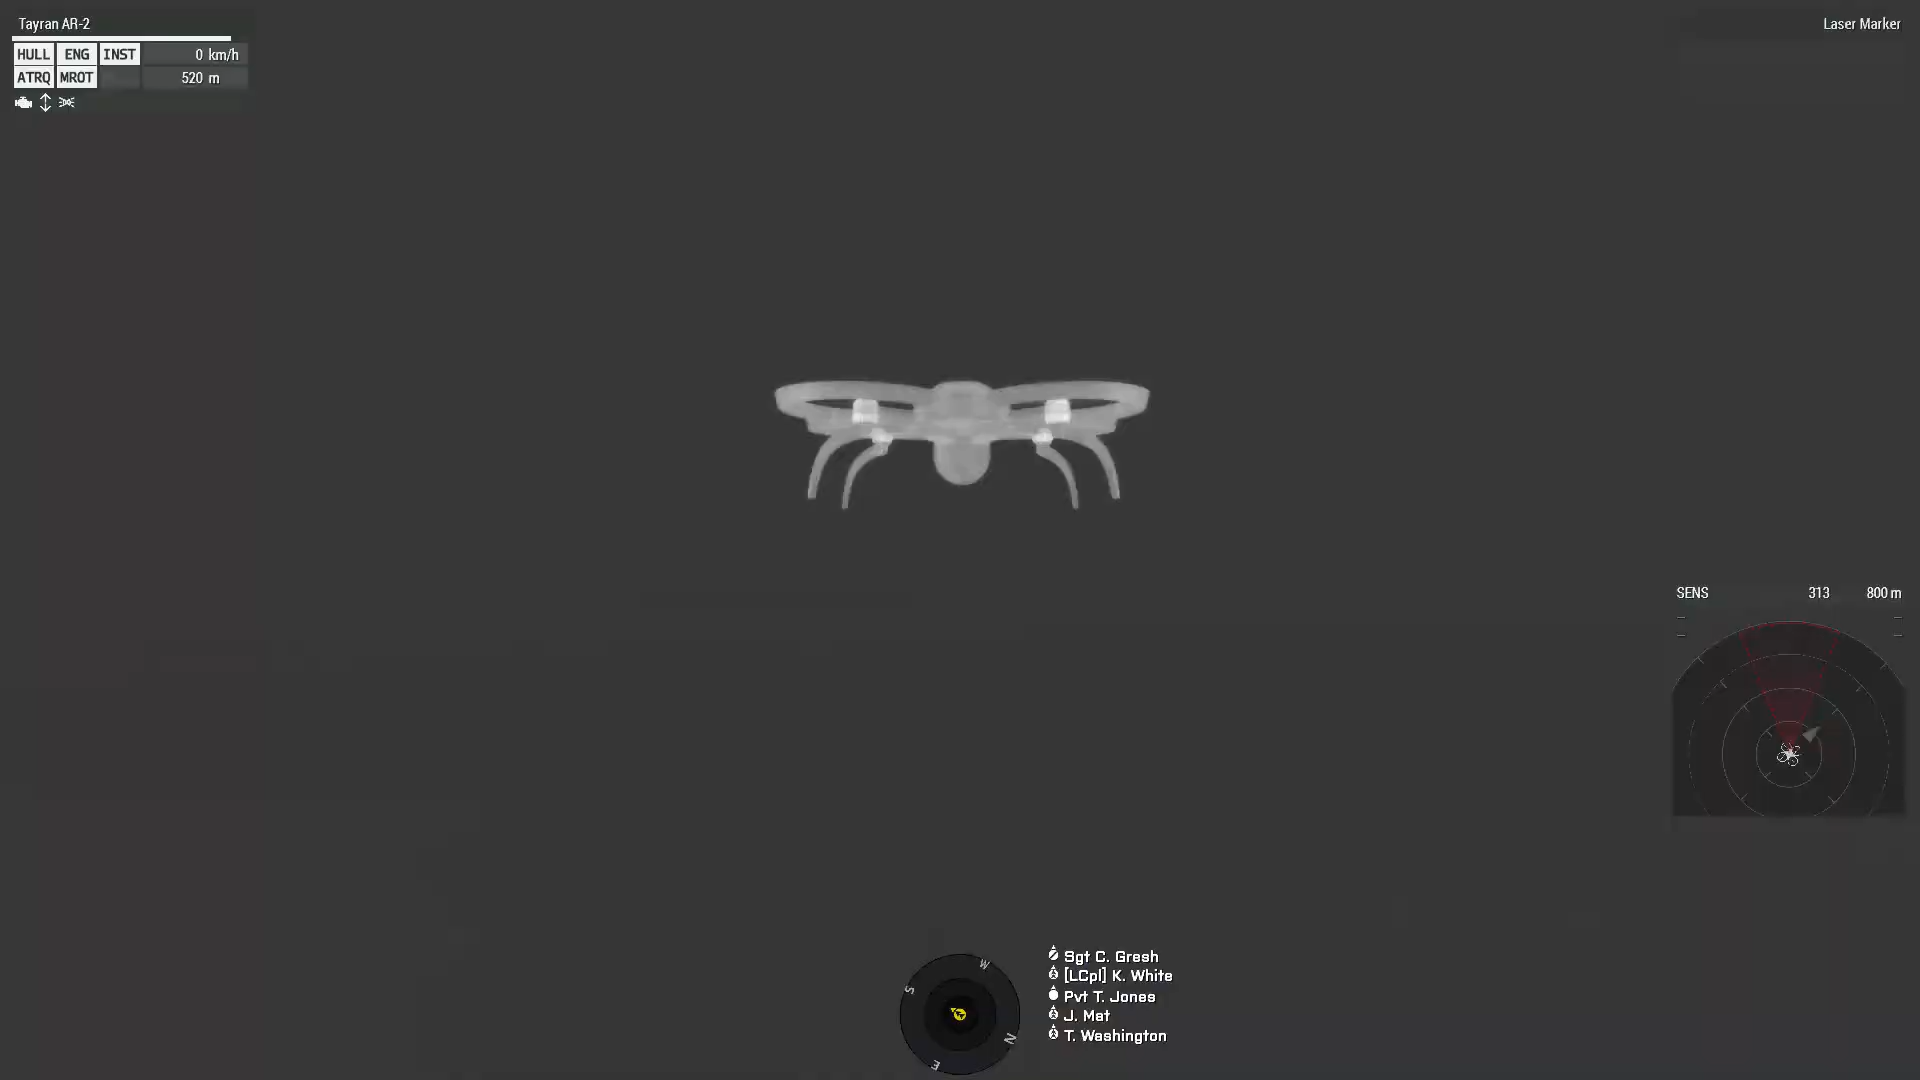 Tayran AR-2
Laser Marker
HULL ENG INST 0 km/h
ATRQ MROT 520 m
SENS 313 800 m
W
S
N
E
Sgt C. Gresh
[LCpl] K. White
Pvt T. Jones
J. Mat
T. Washington